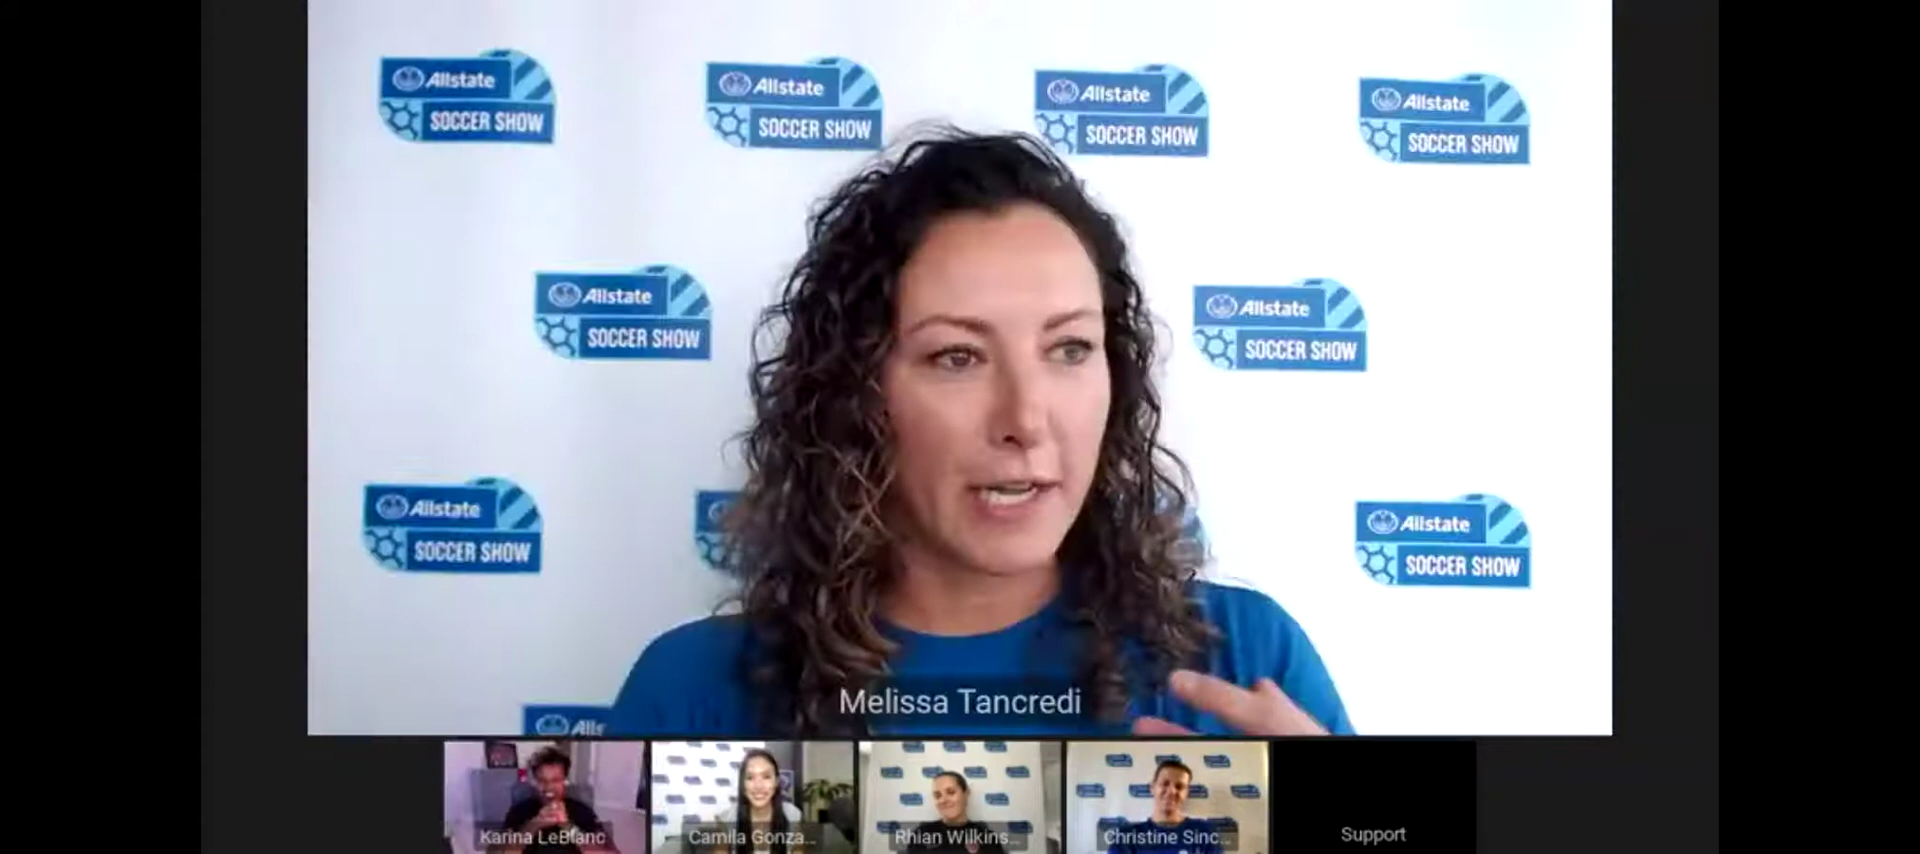 Allstate
SOCCER SHOW
Allstate
SOCCER SHOW
Allstate
SOCCER SHOW
Allstate
SOCCER SHOW
Allstate
SOCCER SHOW
Allstate
SOCCER SHOW
Allstate
SOCCER SHOW
Allstate
SOCCER SHOW
Alls
Melissa Tancredi
Karina LeBlanc
Camila Gonza...
Rhian Wilkins...
Christine Sinc...
Support